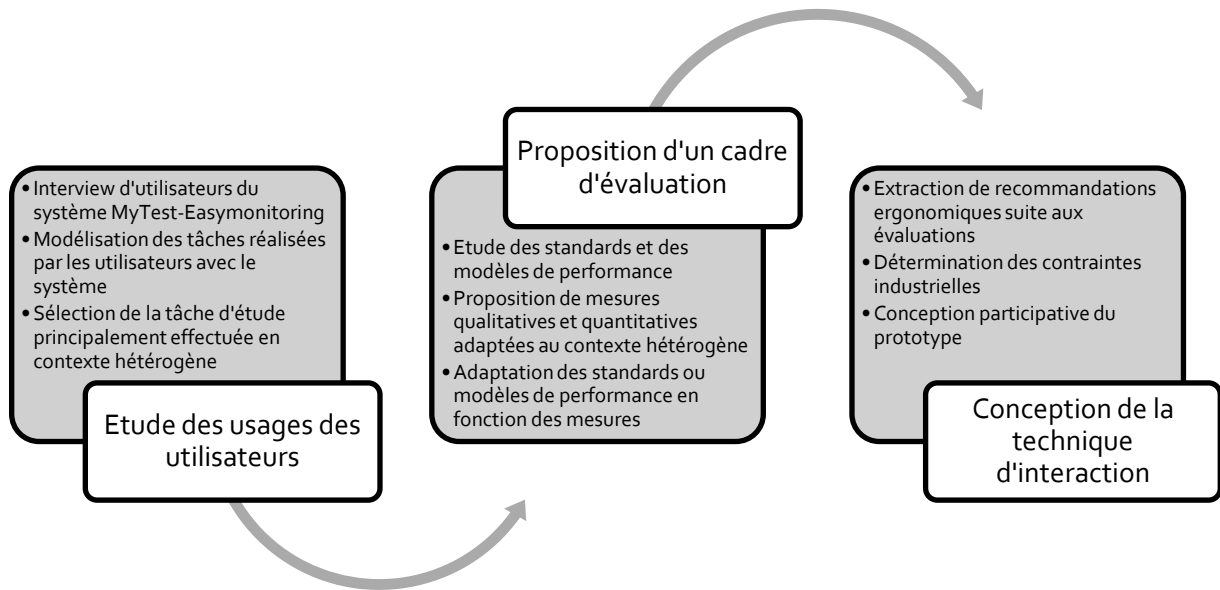 • Interview d'utilisateurs du
système MyTest-Easymonitoring
• Modélisation des tâches réalisées
par les utilisateurs avec le
système
• Sélection de la tâche d'étude
principalement effectuée en
contexte hétérogène
Etude des usages des
utilisateurs
Proposition d'un cadre
d'évaluation
• Etude des standards et des
modèles de performance
• Proposition de mesures
qualitatives et quantitatives
adaptées au contexte hétérogène
• Adaptation des standards ou
modèles de performance en
fonction des mesures
• Extraction de recommandations
ergonomiques suite aux
évaluations
• Détermination des contraintes
industrielles
• Conception participative du
prototype
Conception de la
technique
d'interaction